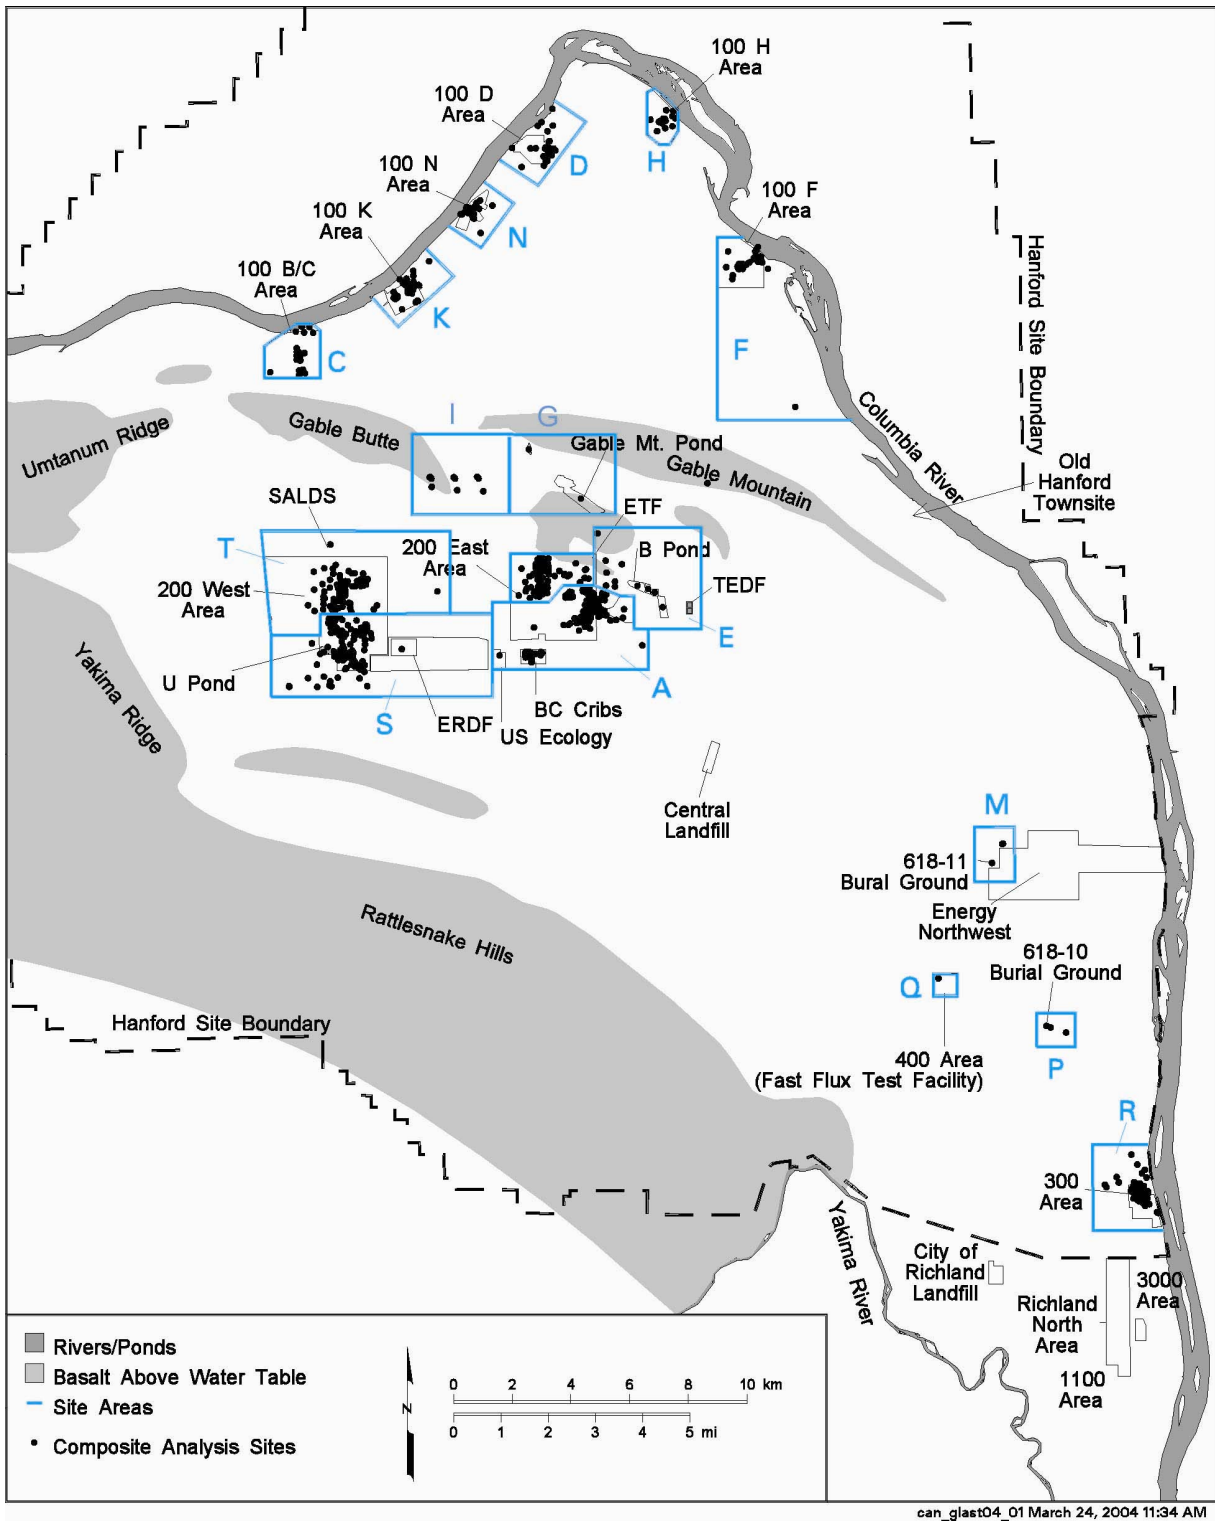 100 H
Area
100 D
Area
H
D
100 N
Area
100 F
Area
N
100 K
Area
100 B/C
Area
K
C
F
Hanford Site Boundary
Columbia River
I
G
Gable Butte
Umtanum Ridge
Gable Mt. Pond
Gable Mountain
Old
Hanford
Townsite
SALDS
ETF
T
200 East
Area
B Pond
200 West
Area
TEDF
E
U Pond
A
Yakima Ridge
S
ERDF
BC Cribs
US Ecology
Central
Landfill
M
618-11
Bural Ground
Energy
Northwest
Rattlesnake Hills
618-10
Burial Ground
Q
Hanford Site Boundary
400 Area
(Fast Flux Test Facility)
P
R
300
Area
Yakima River
City of
Richland
Landfill
3000
Area
Richland
North
Area
1100
Area
Rivers/Ponds
Basalt Above Water Table
Site Areas
Composite Analysis Sites
N
0 2 4 6 8 10 km
0 1 2 3 4 5 mi
can_glast04_01 March 24, 2004 11:34 AM